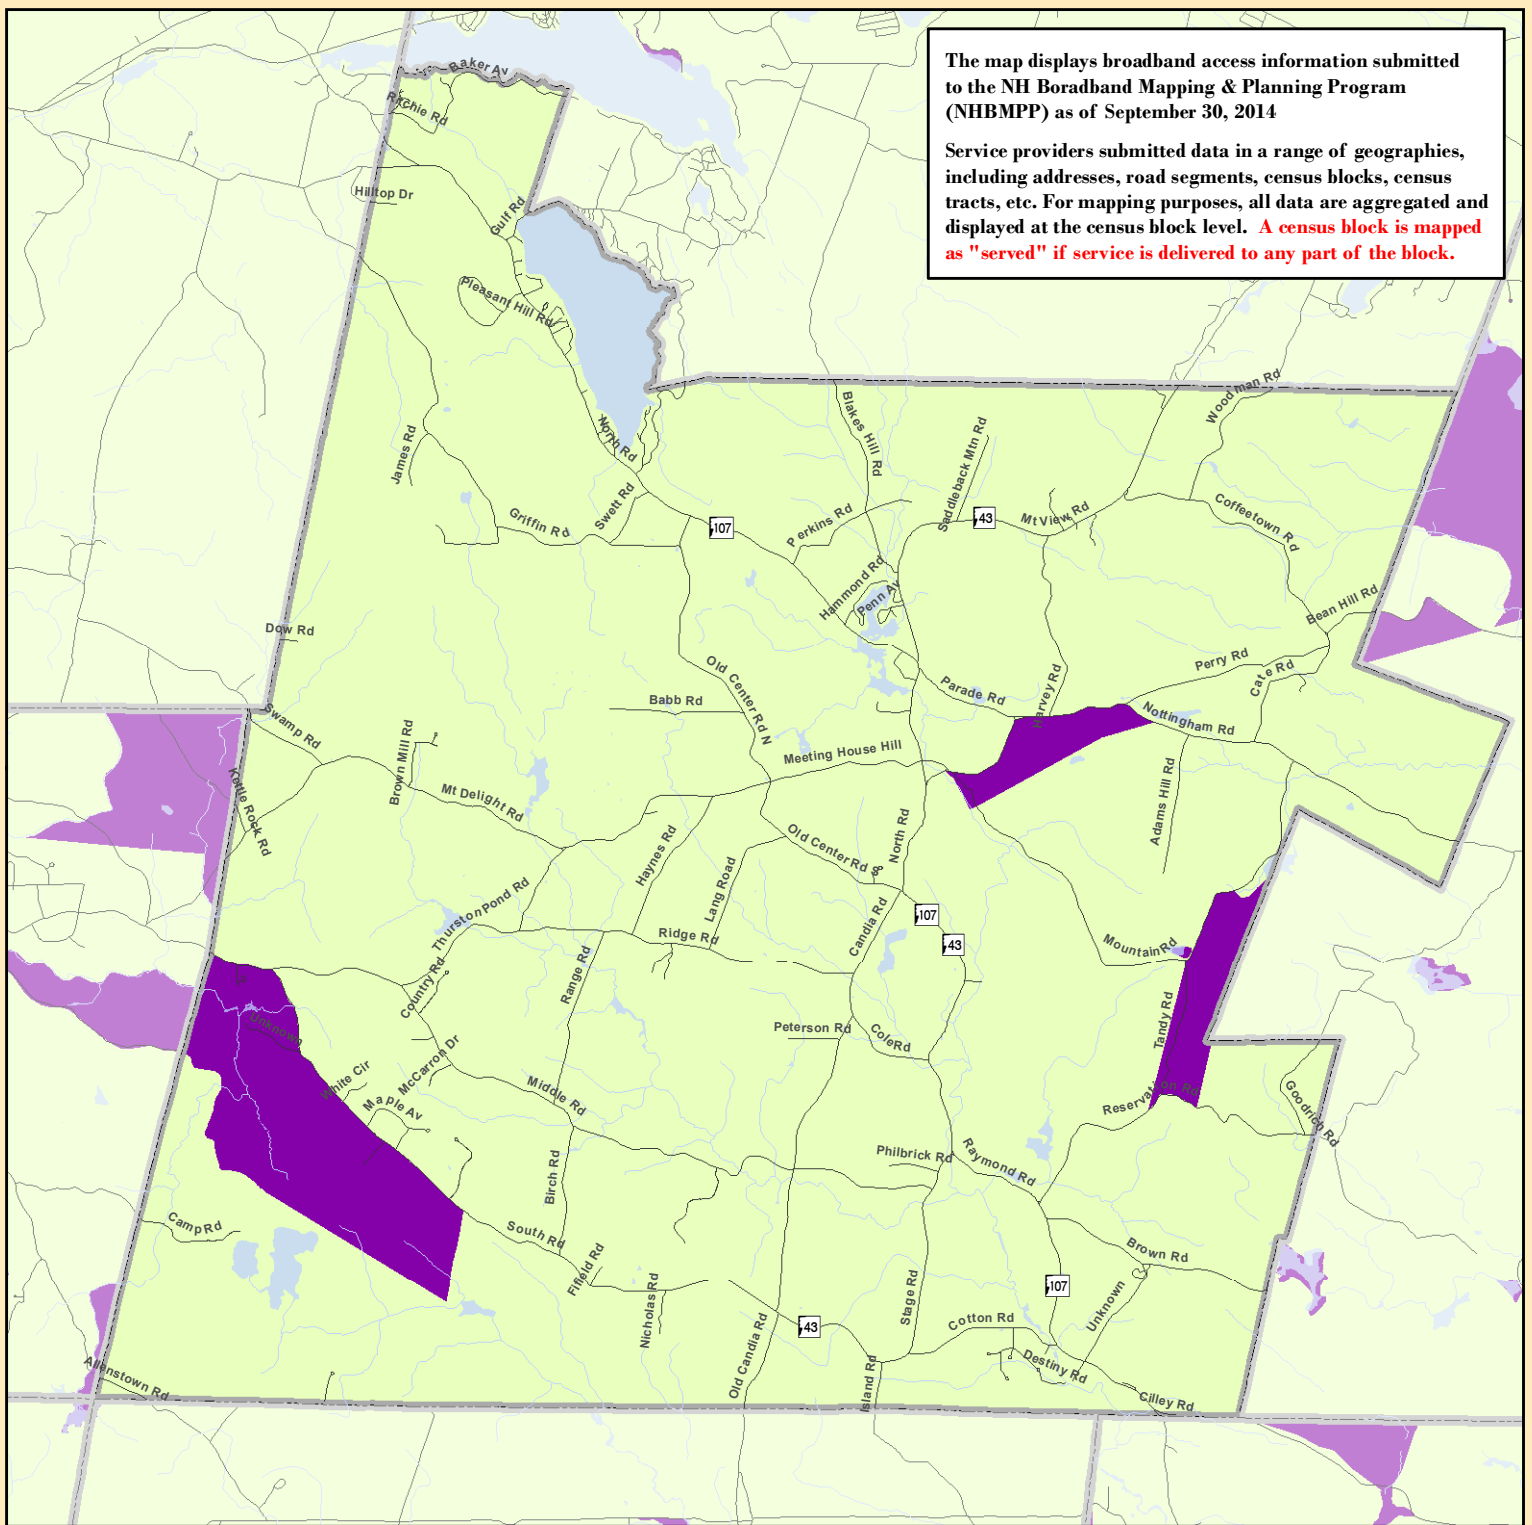 The map displays broadband access information submitted
to the NH Boradband Mapping & Planning Program
(NHBMPP) as of September 30, 2014
Service providers submitted data in a range of geographies,
including addresses, road segments, census blocks, census
tracts, etc. For mapping purposes, all data are aggregated and
displayed at the census block level. A census block is mapped
as "served" if service is delivered to any part of the block.
Baker Av
Ritchie Rd
Hilltop Dr
Gulf Rd
Pleasant Hill Rd
Woodman Rd
Blakes Hill Rd
North Rd
James Rd
Saddleback Mtn Rd
Swett Rd
Griffin Rd
107
Perkins Rd
43
Mt View Rd
Coffeetown Rd
Hammond Rd
Penn Av
Bean Hill Rd
Dow Rd
Old Center Rd N
Perry Rd
Cate Rd
Babb Rd
Parade Rd
Harvey Rd
Nottingham Rd
Swamp Rd
Brown Mill Rd
Meeting House Hill
Kettle Rock Rd
Mt Delight Rd
Adams Hill Rd
Haynes Rd
Old Center Rd S
North Rd
Lang Road
Thurston Pond Rd
107
Candia Rd
Ridge Rd
43
Mountain Rd
Country Rd
Range Rd
Unknown
Peterson Rd
Cole Rd
Tandy Rd
White Cir
McCarron Dr
Maple Av
Middle Rd
Reservation Rd
Goodrich Rd
Philbrick Rd
Raymond Rd
Birch Rd
Camp Rd
South Rd
Fifield Rd
Brown Rd
107
Unknown
Nicholas Rd
Stage Rd
43
Cotton Rd
Old Candia Rd
Destiny Rd
Allenstown Rd
Island Rd
Cilley Rd